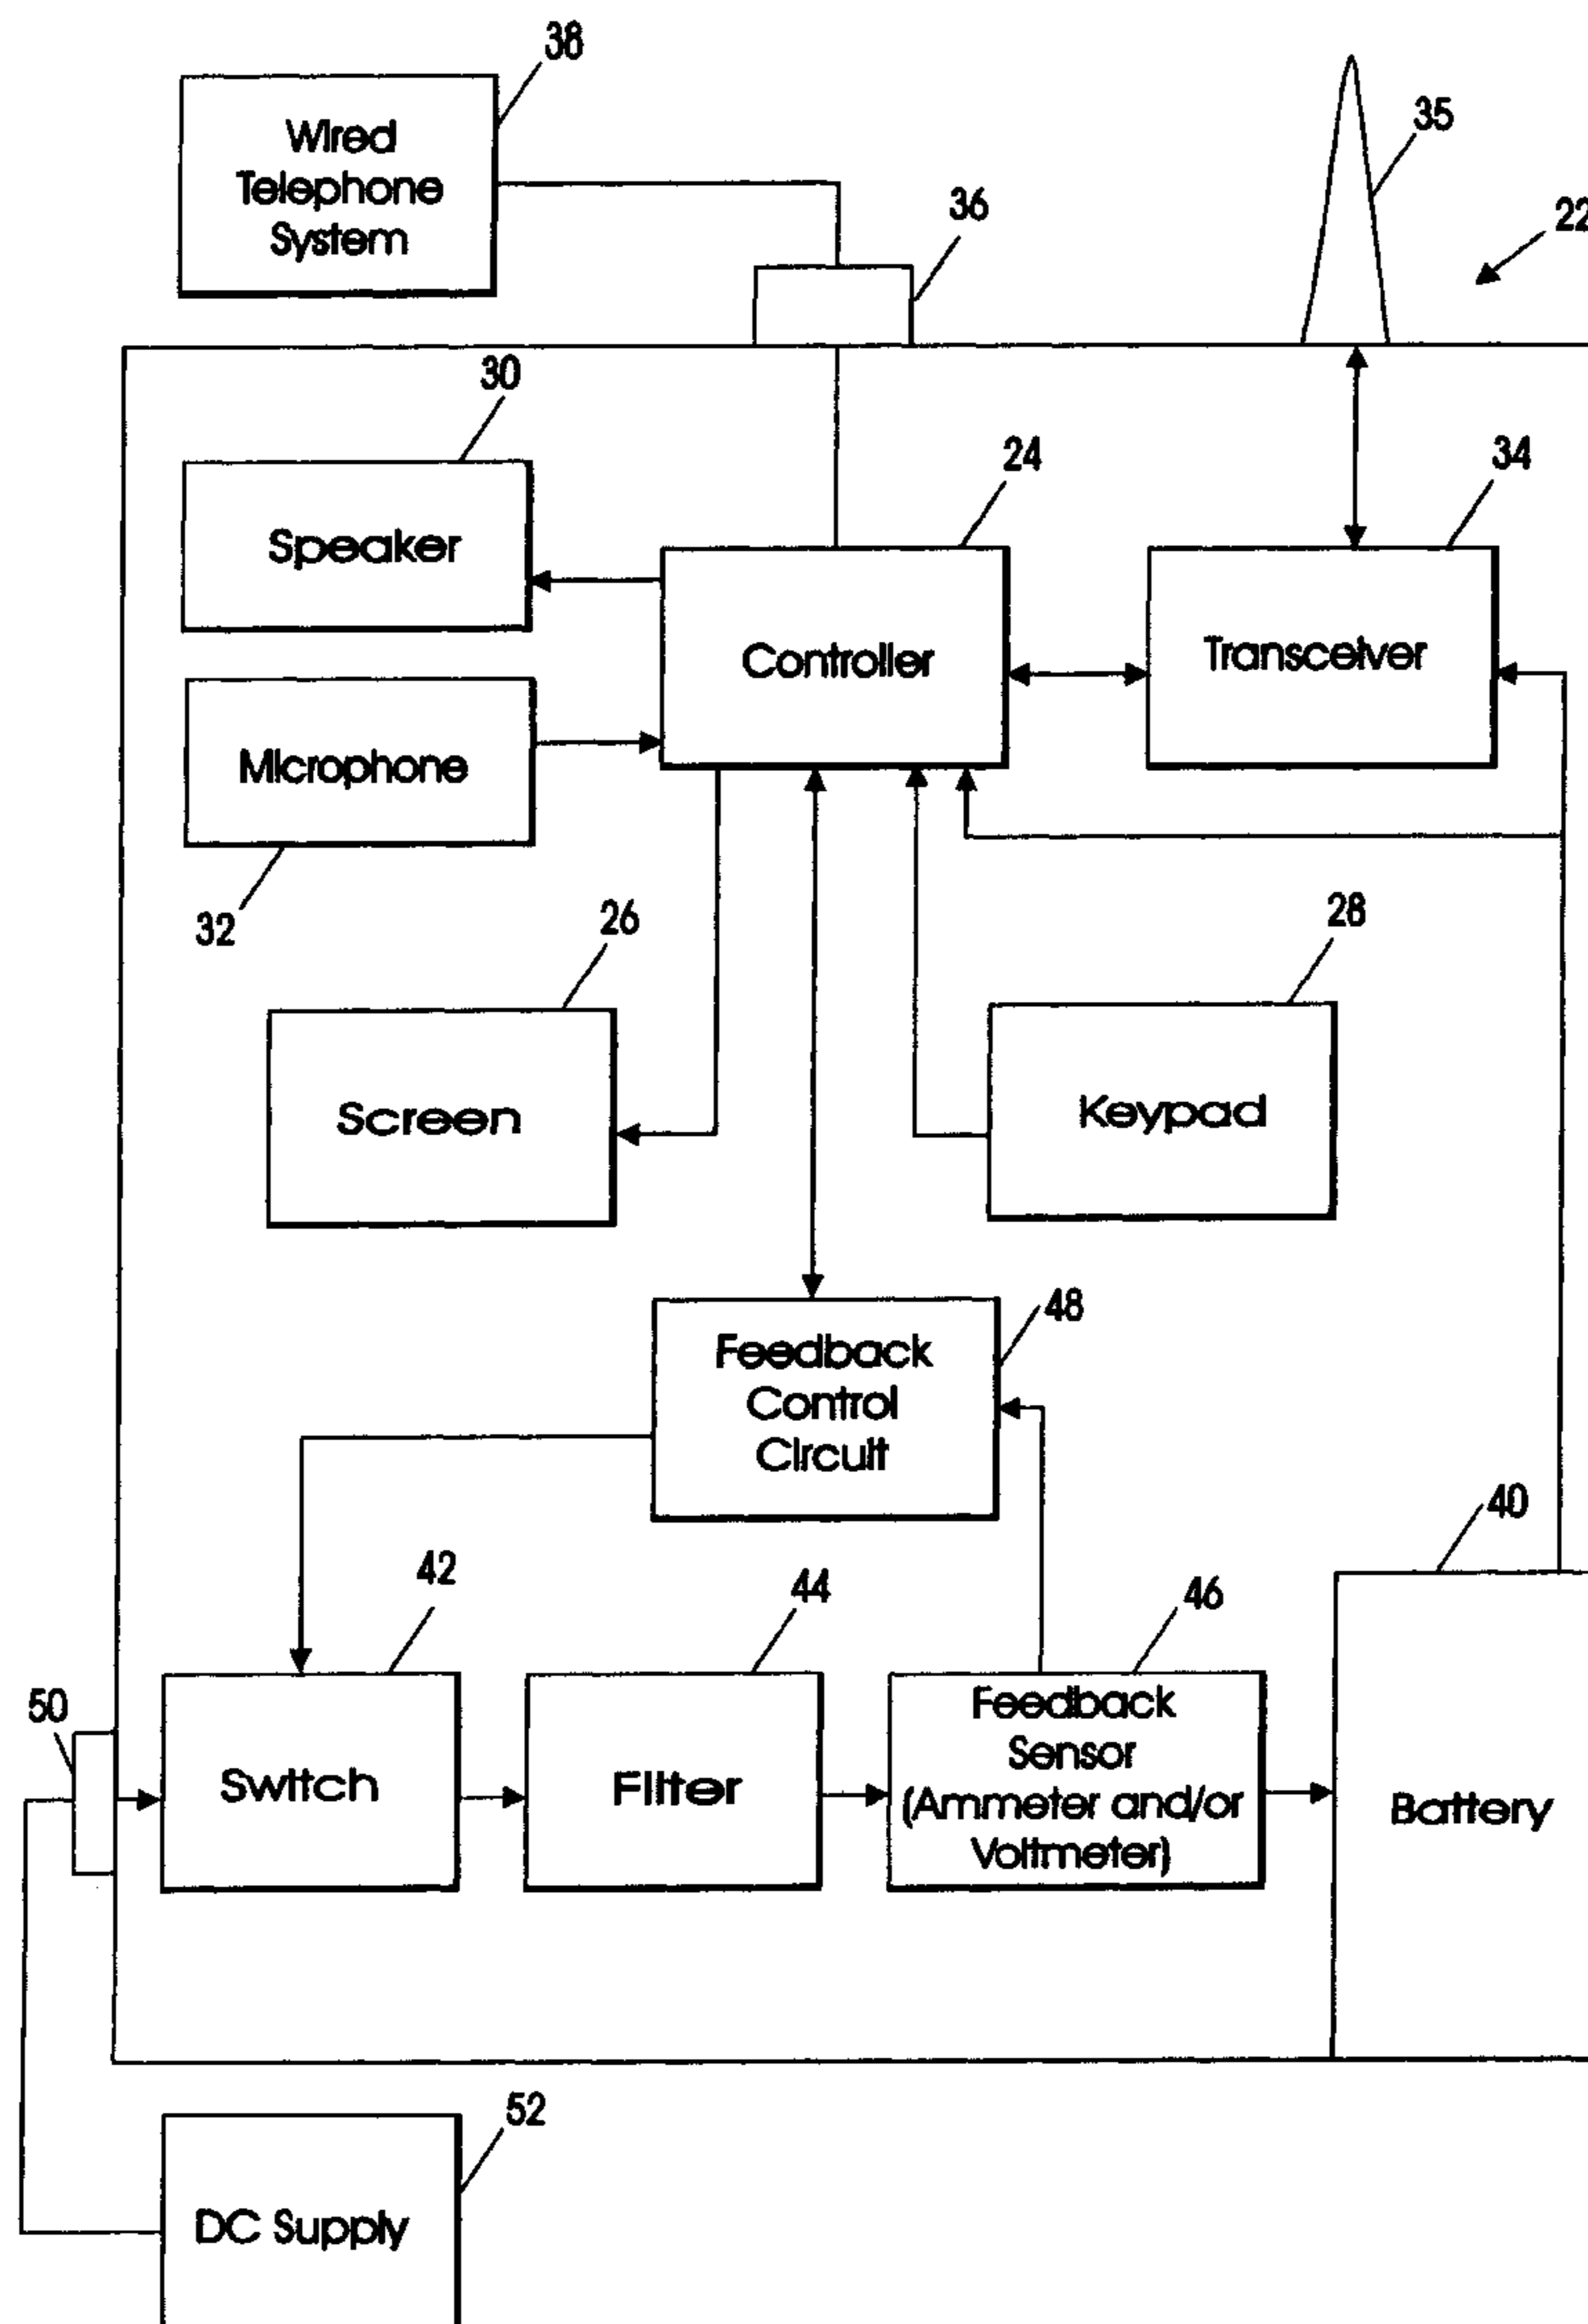 38
Wired
Telephone
System
35
36
22
30
24
34
Speaker
Controller
Transceiver
Microphone
32
26
28
Screen
Keypad
48
Feedback
Control
Circuit
40
42
44
46
50
Switch
Filter
Feedback
Sensor
(Ammeter and/or
Voltmeter)
Battery
52
DC Supply